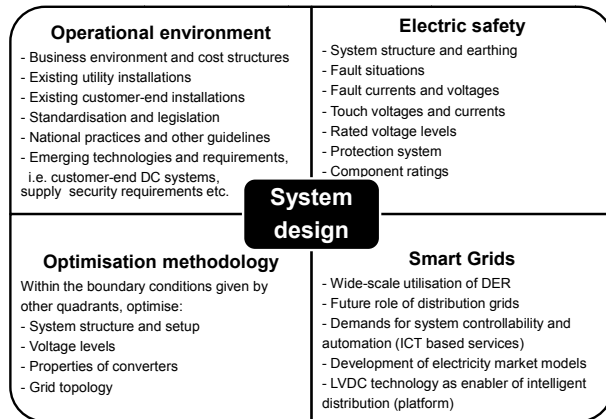 Operational environment
- Business environment and cost structures
- Existing utility installations
- Existing customer-end installations
- Standardisation and legislation
- National practices and other guidelines
- Emerging technologies and requirements,
i.e. customer-end DC systems,
supply security requirements etc.
Electric safety
- System structure and earthing
- Fault situations
- Fault currents and voltages
- Touch voltages and currents
- Rated voltage levels
- Protection system
- Component ratings
System
design
Optimisation methodology
Within the boundary conditions given by
other quadrants, optimise:
- System structure and setup
- Voltage levels
- Properties of converters
- Grid topology
Smart Grids
- Wide-scale utilisation of DER
- Future role of distribution grids
- Demands for system controllability and
automation (ICT based services)
- Development of electricity market models
- LVDC technology as enabler of intelligent
distribution (platform)